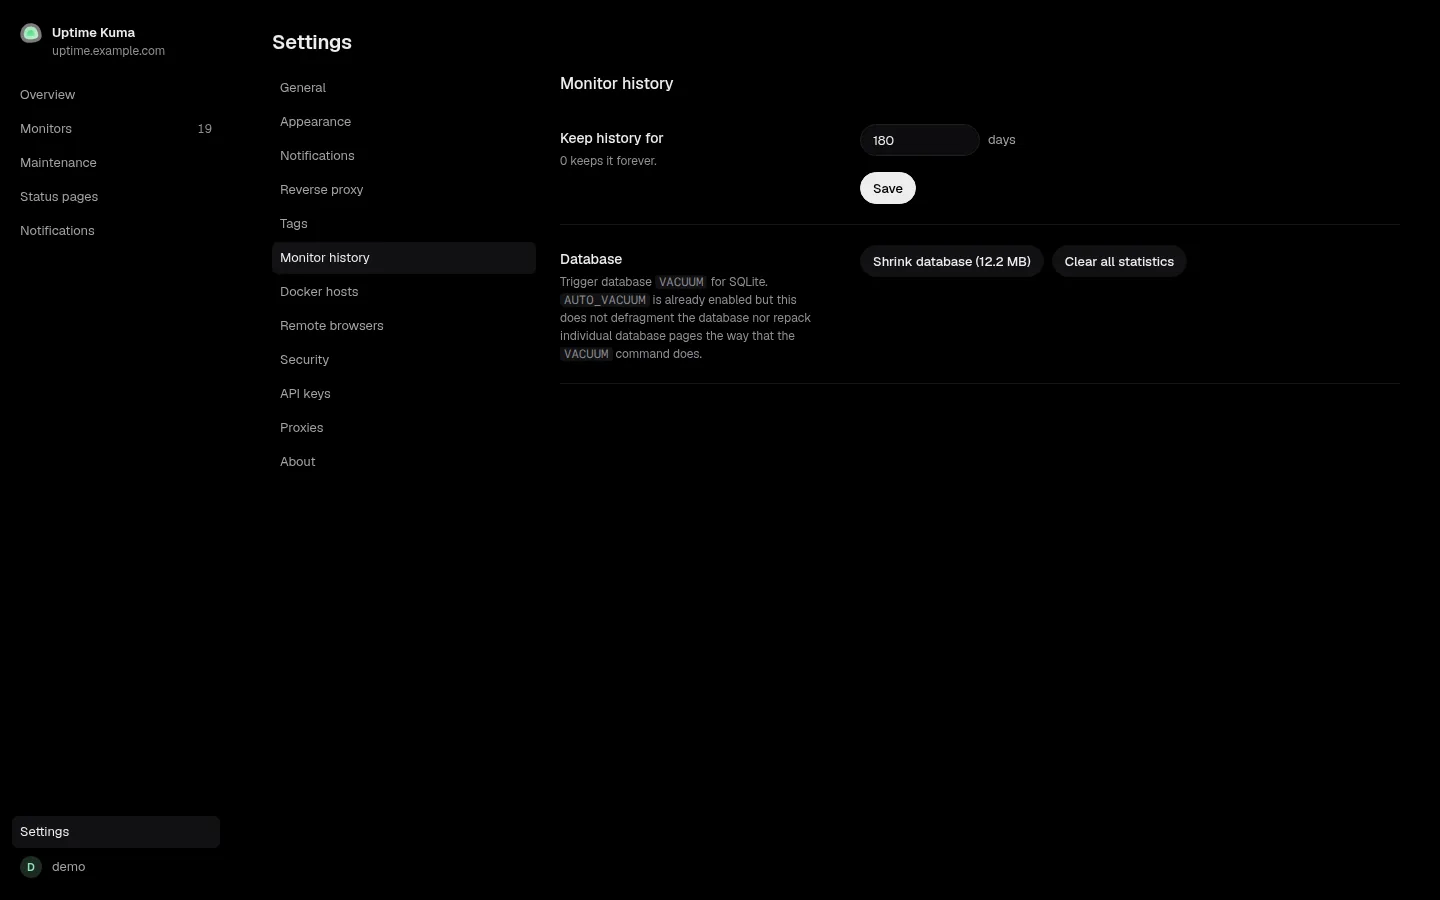 Uptime Kuma
uptime.example.com
Overview
Monitors 19
Maintenance
Status pages
Notifications
Settings
D demo
Settings
General
Appearance
Notifications
Reverse proxy
Tags
Monitor history
Docker hosts
Remote browsers
Security
API keys
Proxies
About
Monitor history
Keep history for
0 keeps it forever.
180 days
Save
Database
Trigger database VACUUM for SQLite.
AUTO_VACUUM is already enabled but this
does not defragment the database nor repack
individual database pages the way that the
VACUUM command does.
Shrink database (12.2 MB) Clear all statistics